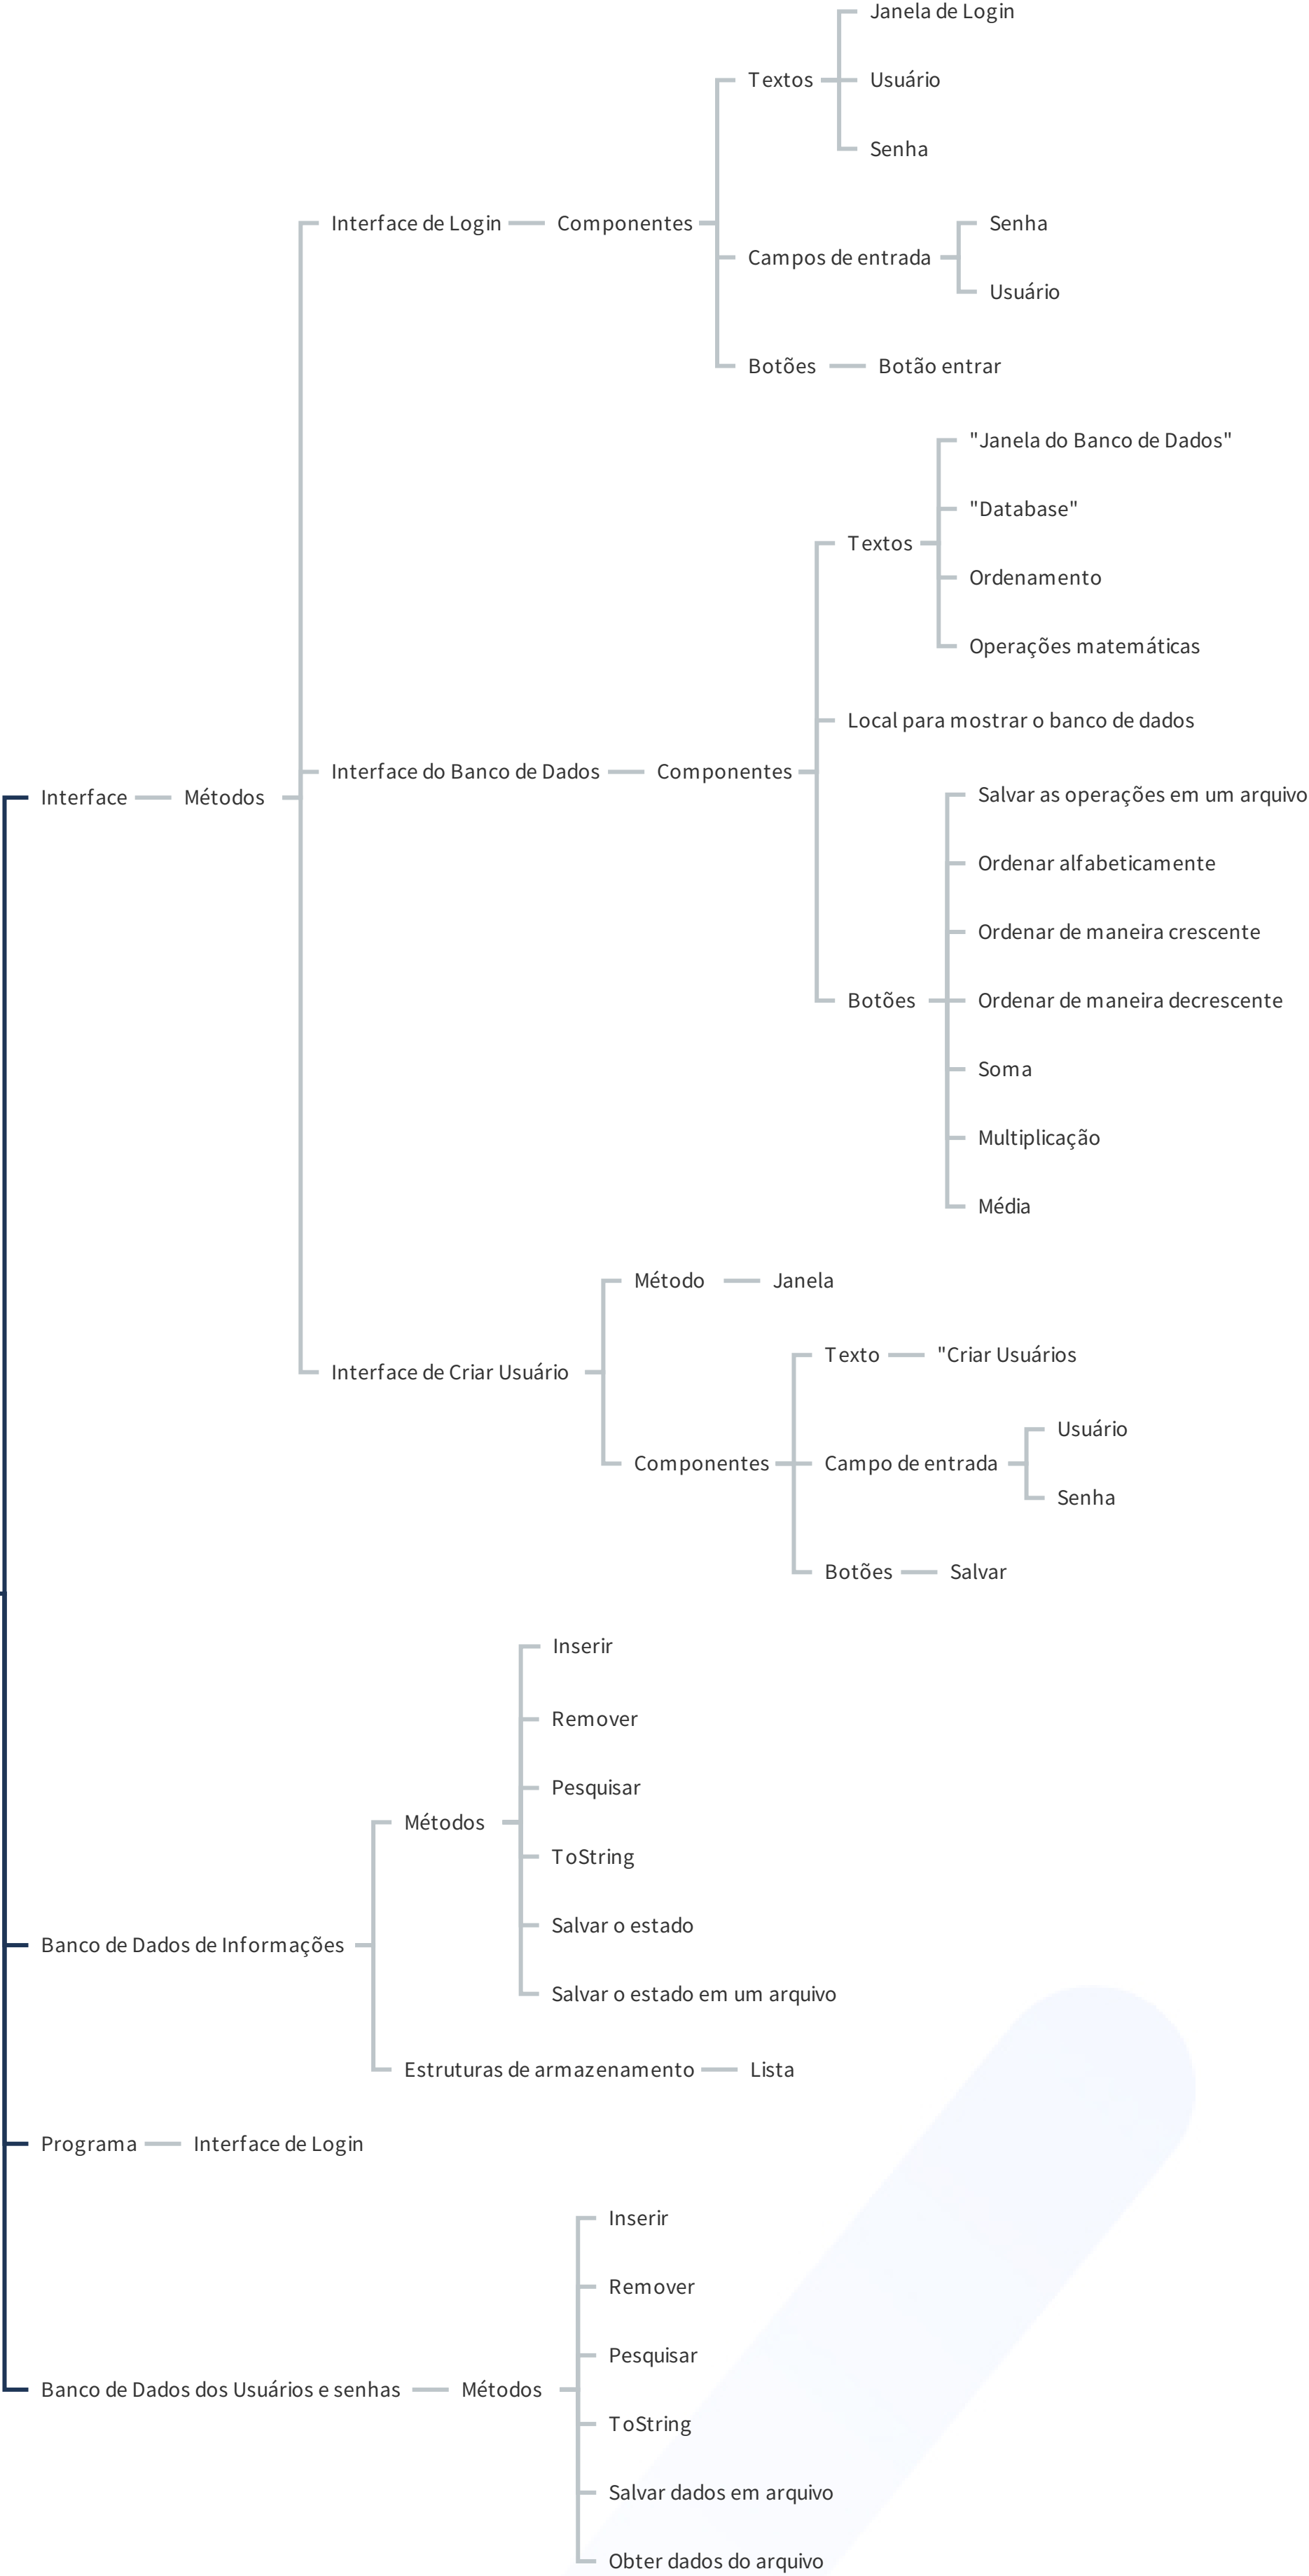 Janela de Login
Textos
Usuário
Senha
Interface de Login
Componentes
Senha
Campos de entrada
Usuário
Botões
Botão entrar
"Janela do Banco de Dados"
"Database"
Textos
Ordenamento
Operações matemáticas
Local para mostrar o banco de dados
Interface do Banco de Dados
Componentes
Interface
Métodos
Salvar as operações em um arquivo
Ordenar alfabeticamente
Ordenar de maneira crescente
Botões
Ordenar de maneira decrescente
Soma
Multiplicação
Média
Método
Janela
Texto
"Criar Usuários
Interface de Criar Usuário
Usuário
Componentes
Campo de entrada
Senha
Botões
Salvar
Inserir
Remover
Pesquisar
Métodos
ToString
Salvar o estado
Banco de Dados de Informações
Salvar o estado em um arquivo
Estruturas de armazenamento
Lista
Programa
Interface de Login
Inserir
Remover
Pesquisar
Banco de Dados dos Usuários e senhas
Métodos
ToString
Salvar dados em arquivo
Obter dados do arquivo